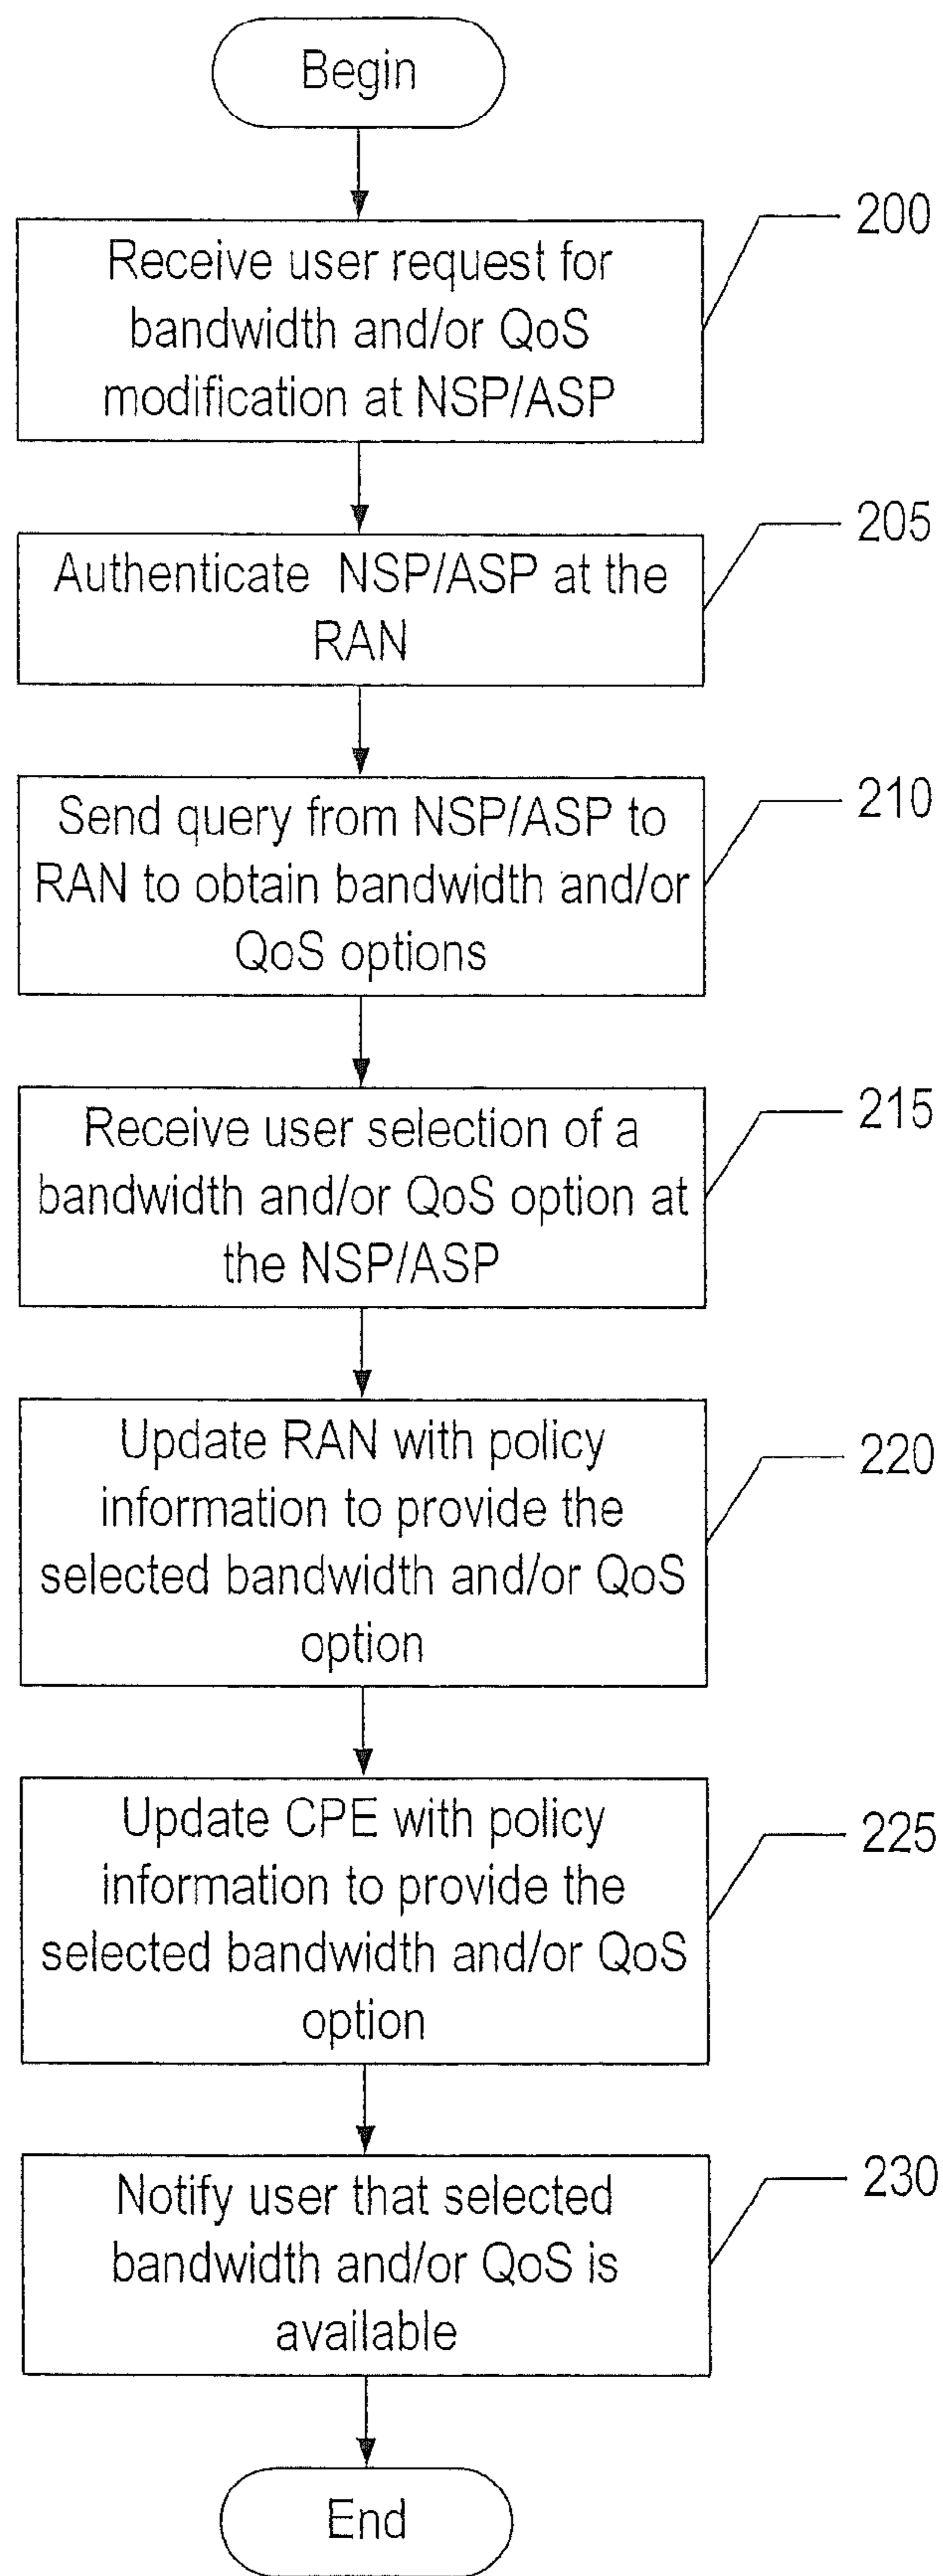 Begin
200
Receive user request for
bandwidth and/or QoS
modification at NSP/ASP
205
Authenticate NSP/ASP at the
RAN
210
Send query from NSP/ASP to
RAN to obtain bandwidth and/or
QoS options
215
Receive user selection of a
bandwidth and/or QoS option at
the NSP/ASP
220
Update RAN with policy
information to provide the
selected bandwidth and/or QoS
option
225
Update CPE with policy
information to provide the
selected bandwidth and/or QoS
option
230
Notify user that selected
bandwidth and/or QoS is
available
End